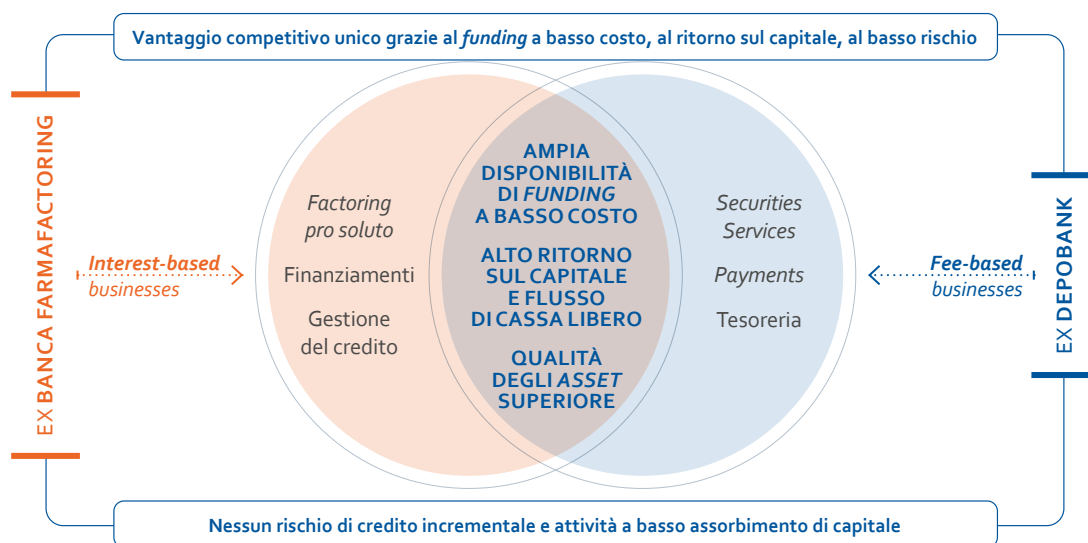 Vantaggio competitivo unico grazie al funding a basso costo, al ritorno sul capitale, al basso rischio
EX BANCA FARMAFACTORING
Interest-based
businesses
Factoring
pro soluto
Finanziamenti
Gestione
del credito
AMPIA
DISPONIBILITÀ
DI FUNDING
A BASSO COSTO
ALTO RITORNO
SUL CAPITALE
E FLUSSO
DI CASSA LIBERO
QUALITÀ
DEGLI ASSET
SUPERIORE
Securities
Services
Payments
Tesoreria
Fee-based
businesses
EX DEPOBANK
Nessun rischio di credito incrementale e attività a basso assorbimento di capitale